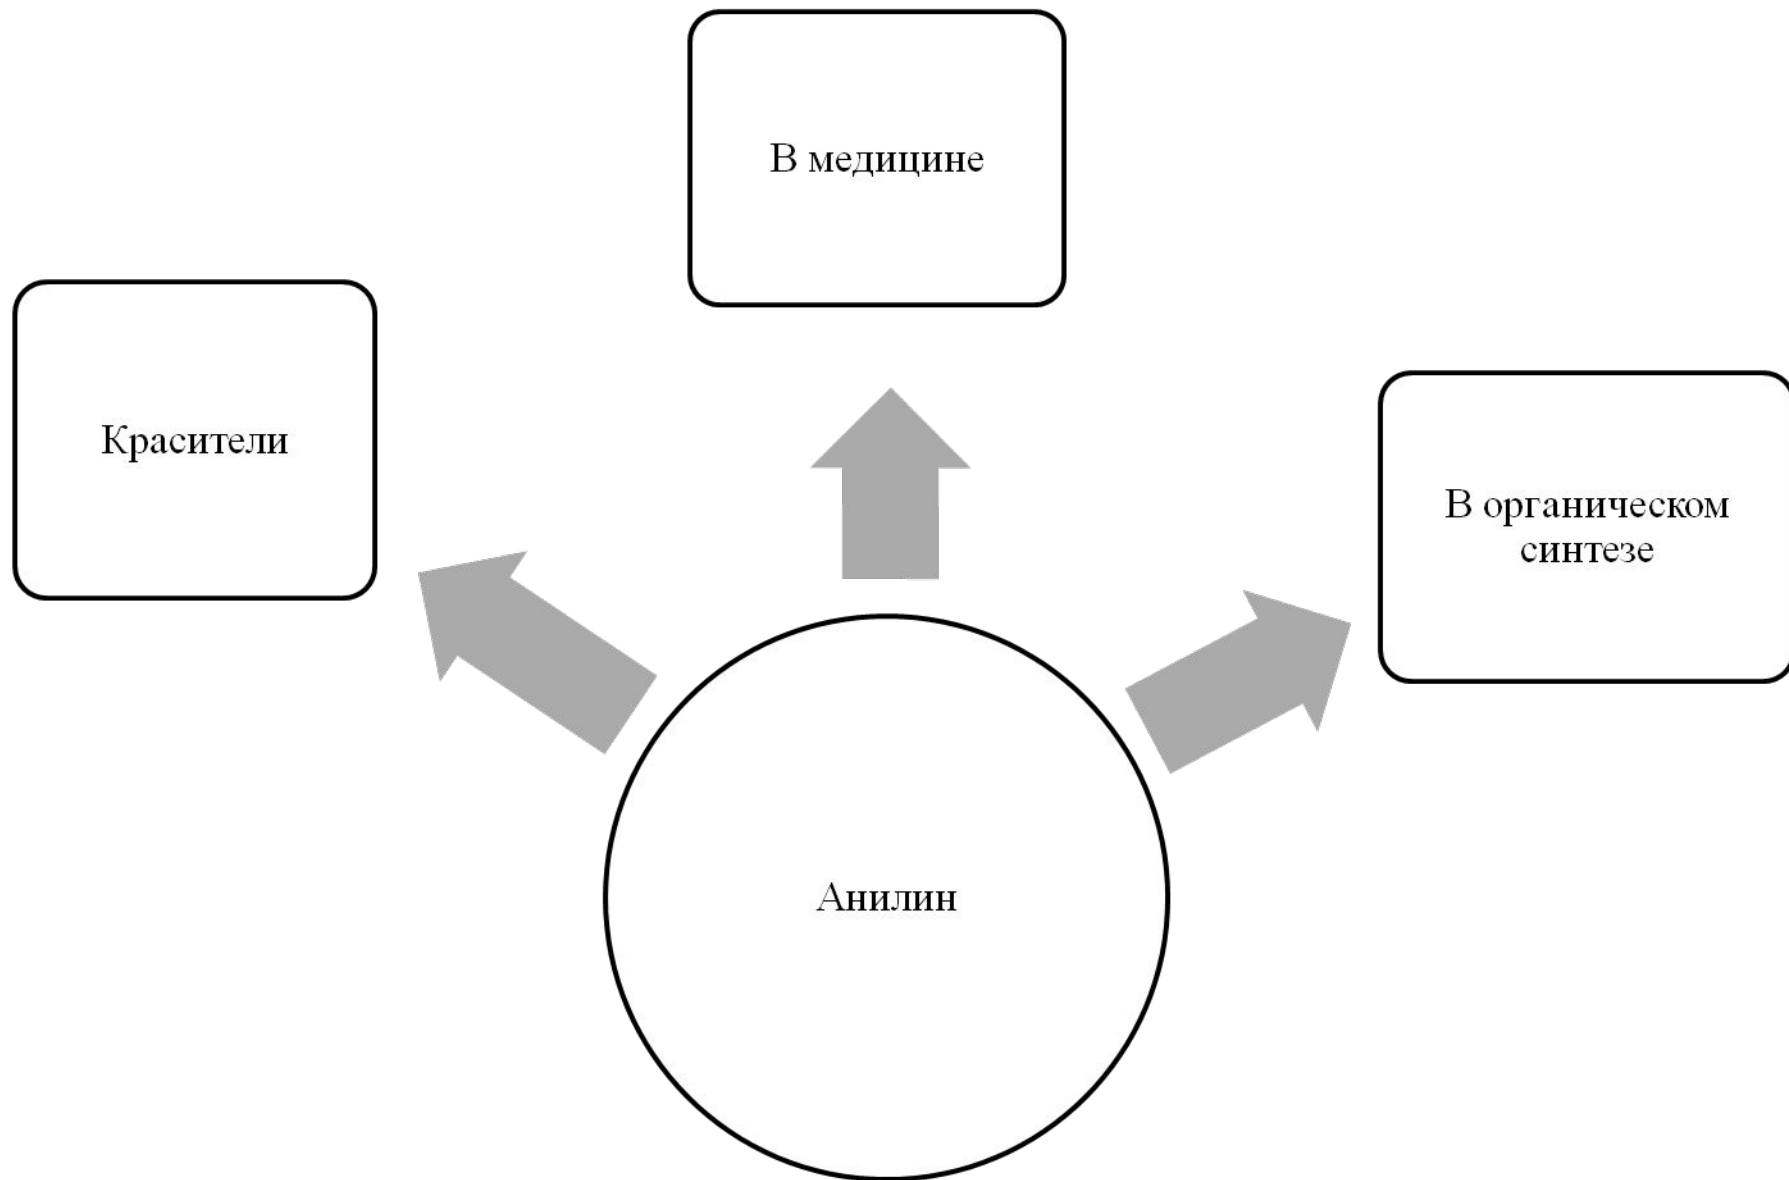 В медицине
Красители
В органическом
синтезе
Анилин